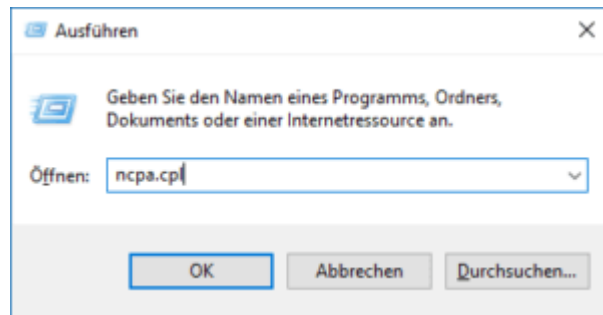 Ausführen
Geben Sie den Namen eines Programms, Ordners,
Dokuments oder einer Internetressource an.
Öffnen: ncpa.cpl
OK Abbrechen Durchsuchen...